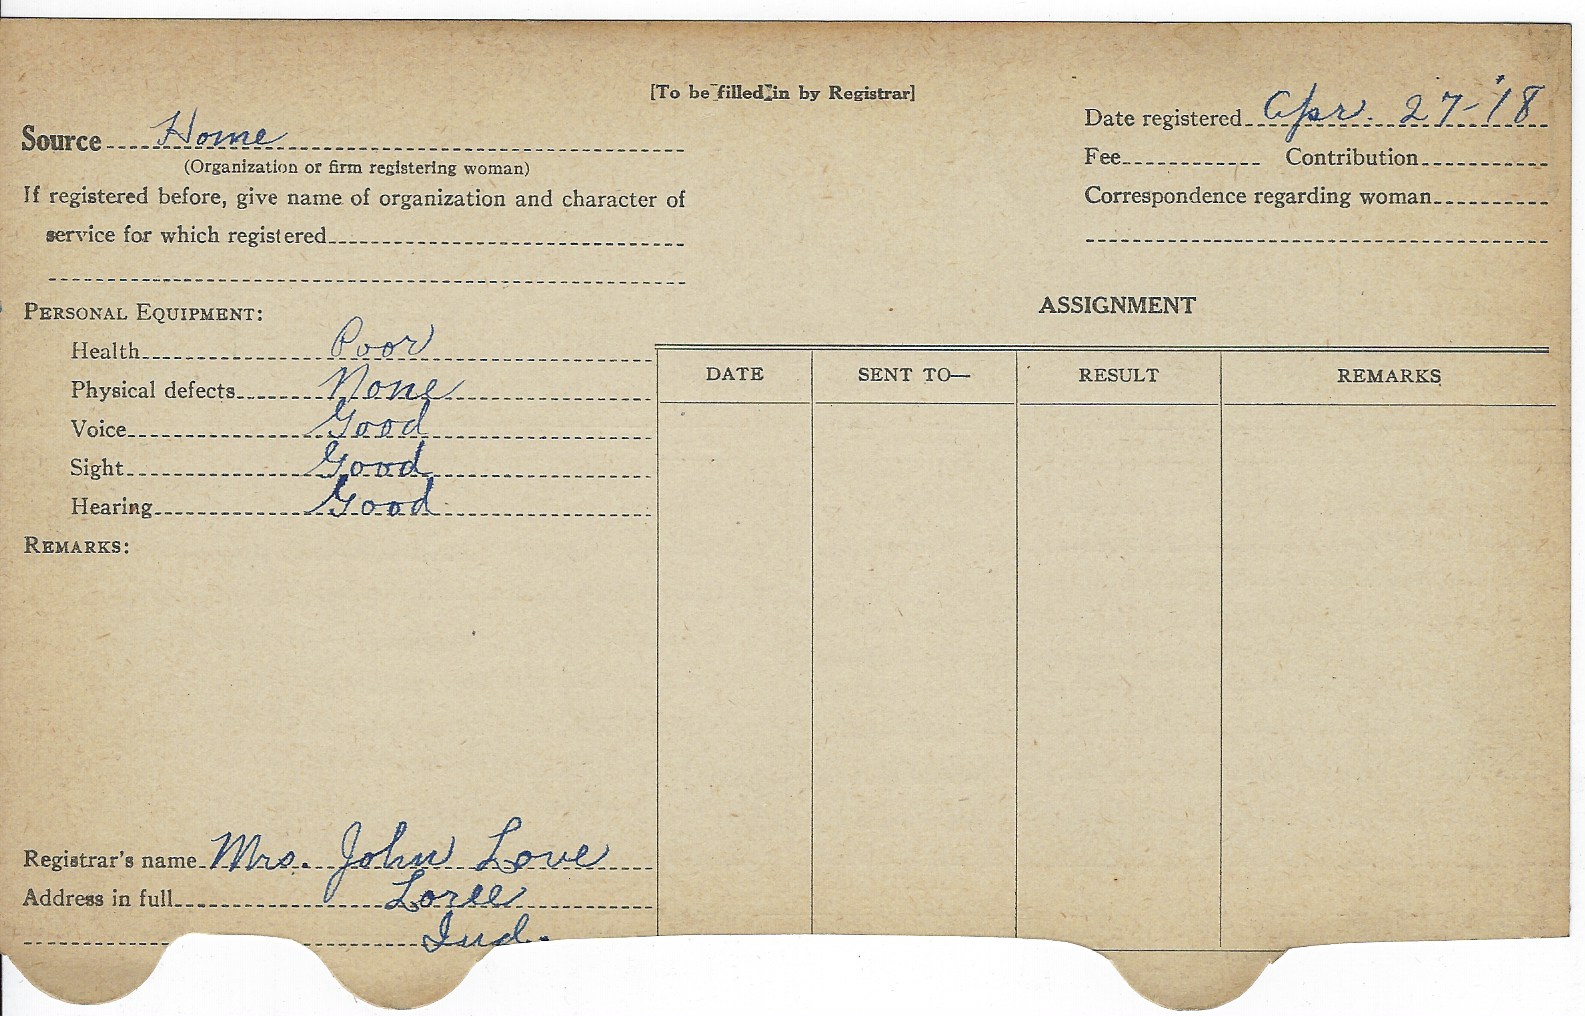 [To be filled in by Registrar]
Source Home
(Organization or firm registering woman)
If registered before, give name of organization and character of
service for which registered
Date registered Apr. 27-'18
Fee Contribution
Correspondence regarding woman
PERSONAL EQUIPMENT:
Health Poor
Physical defects None
Voice Good
Sight Good
Hearing Good
REMARKS:
ASSIGNMENT
DATE SENT TO— RESULT REMARKS
Registrar's name Mrs. John Love
Address in full Loree
Ind.